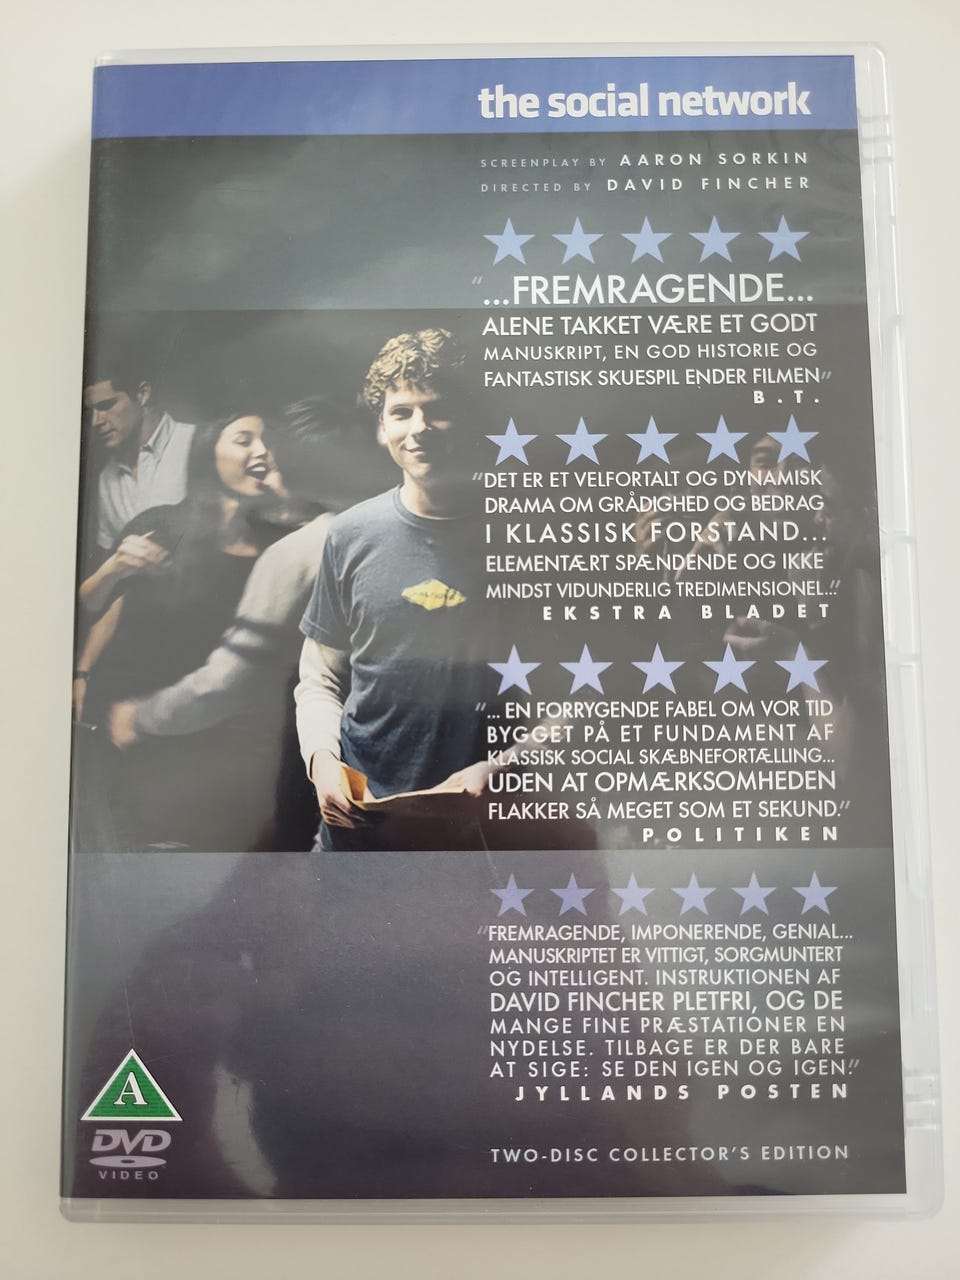 the social network
SCREENPLAY BY AARON SORKIN
DIRECTED BY DAVID FINCHER
"...FREMRAGENDE...
ALENE TAKKET VÆRE ET GODT
MANUSKRIPT, EN GOD HISTORIE OG
FANTASTISK SKUESPIL ENDER FILMEN"
B.T.
"DET ER ET VELFORTALT OG DYNAMISK
DRAMA OM GRÅDIGHED OG BEDRAG
I KLASSISK FORSTAND...
ELEMENTÆRT SPÆNDENDE OG IKKE
MINDST VIDUNDERLIG TREDIMENSIONEL..."
EKSTRA BLADET
"... EN FORRYGENDE FABEL OM VOR TID
BYGGET PÅ ET FUNDAMENT AF
KLASSISK SOCIAL SKÆBNEFORTÆLLING...
UDEN AT OPMÆRKSOMHEDEN
FLAKKER SÅ MEGET SOM ET SEKUND."
POLITIKEN
"FREMRAGENDE, IMPONERENDE, GENIAL...
MANUSKRIPTET ER VITTIGT, SORGMUNTERT
OG INTELLIGENT. INSTRUKTIONEN AF
DAVID FINCHER PLETFRI, OG DE
MANGE FINE PRÆSTATIONER EN
NYDELSE. TILBAGE ER DER BARE
AT SIGE: SE DEN IGEN OG IGEN."
JYLLANDS POSTEN
A
DVD
VIDEO
TWO-DISC COLLECTOR'S EDITION